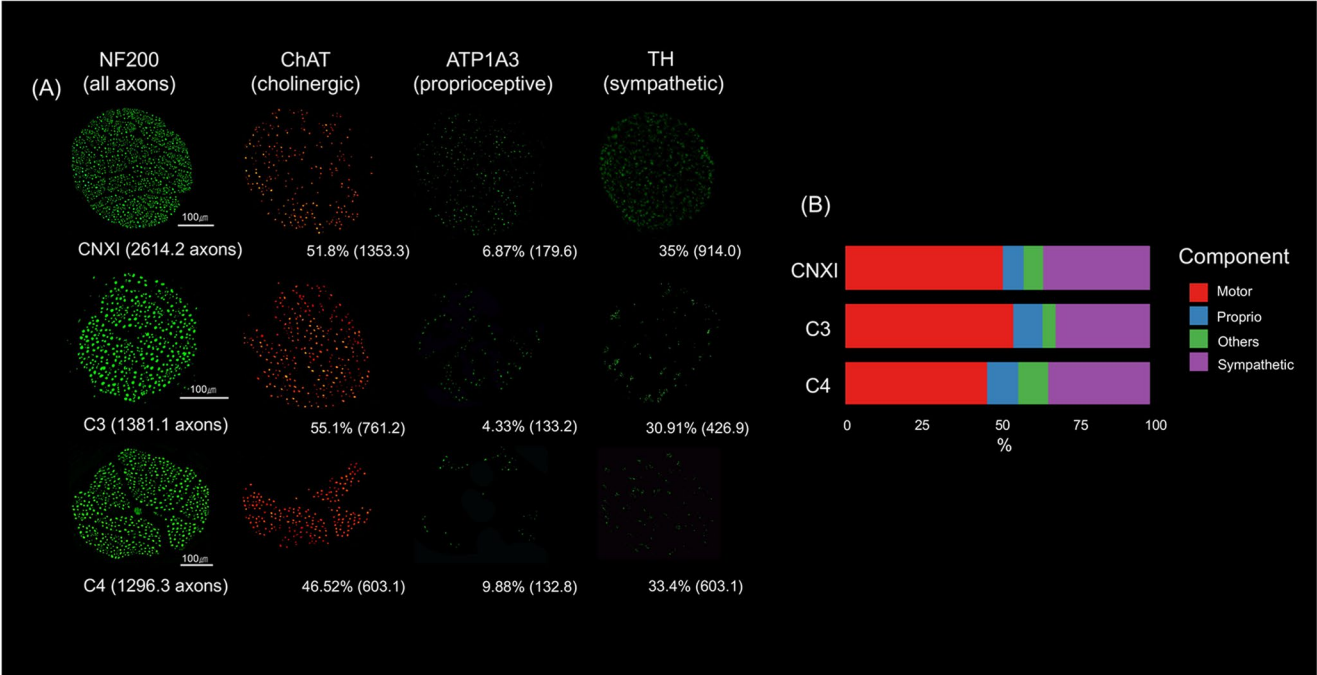 NF200
(all axons)
ChAT
(cholinergic)
ATP1A3
(proprioceptive)
TH
(sympathetic)
(A)
100㎛
CNXI (2614.2 axons)
51.8% (1353.3)
6.87% (179.6)
35% (914.0)
100㎛
C3 (1381.1 axons)
55.1% (761.2)
4.33% (133.2)
30.91% (426.9)
100㎛
C4 (1296.3 axons)
46.52% (603.1)
9.88% (132.8)
33.4% (603.1)
(B)
CNXI
C3
C4
0 25 50 75 100
%
Component
Motor
Proprio
Others
Sympathetic